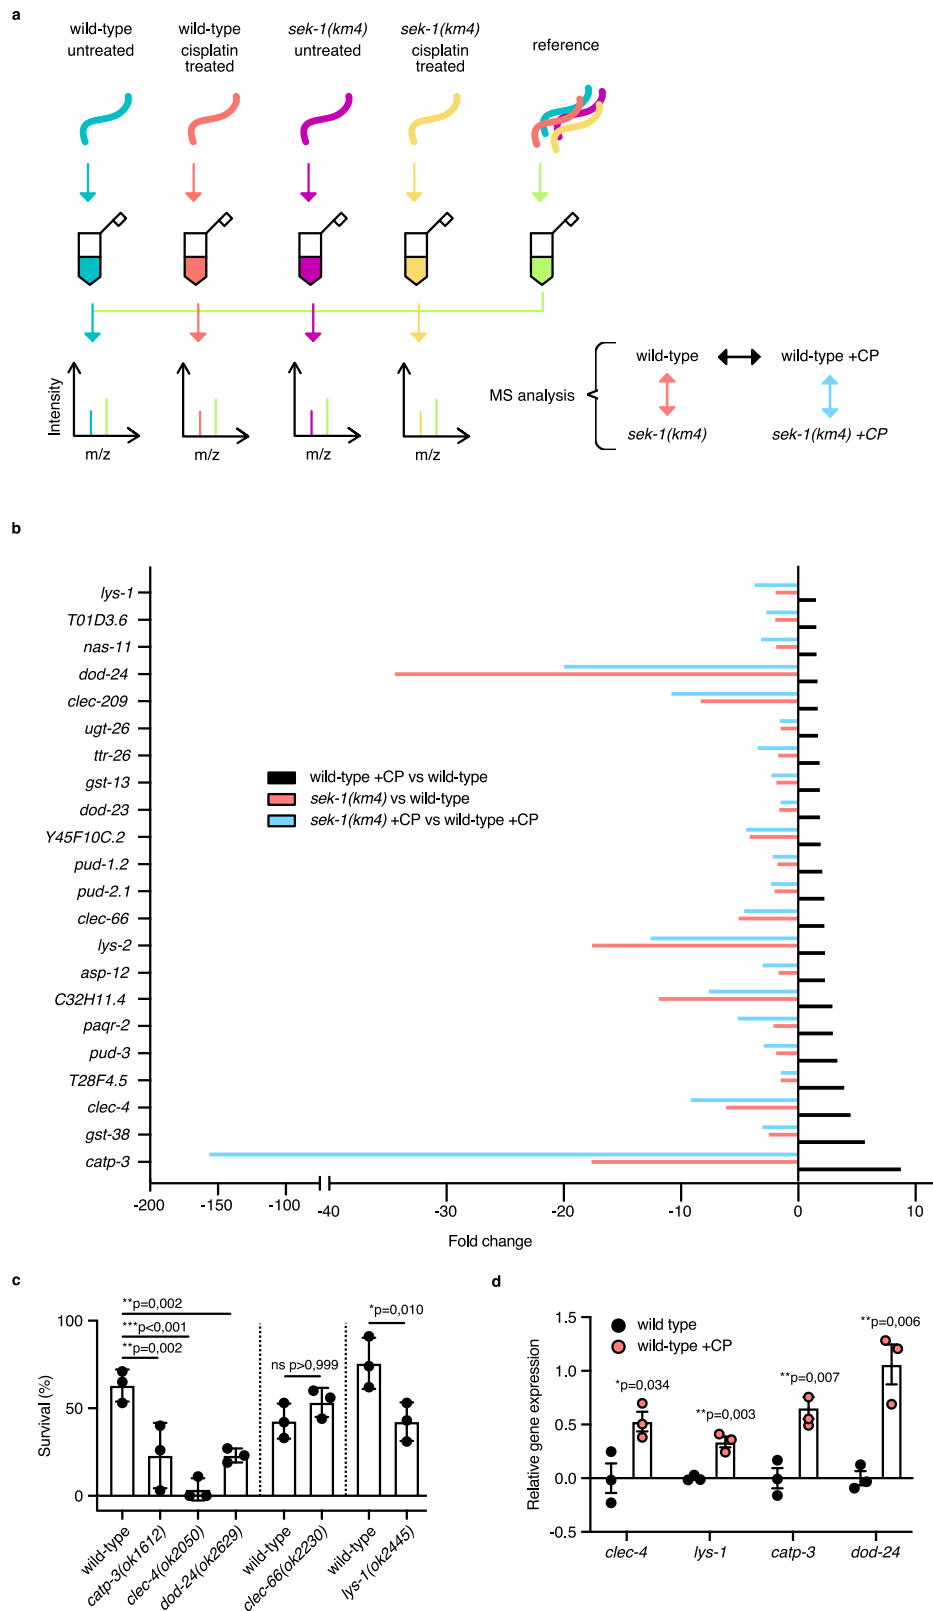 a
wild-type
untreated
wild-type
cisplatin
treated
sek-1(km4)
untreated
sek-1(km4)
cisplatin
treated
reference
Intensity
m/z
m/z
m/z
m/z
MS analysis
wild-type
wild-type +CP
sek-1(km4)
sek-1(km4) +CP
b
lys-1
T01D3.6
nas-11
dod-24
clec-209
ugt-26
ttr-26
gst-13
dod-23
Y45F10C.2
pud-1.2
pud-2.1
clec-66
lys-2
asp-12
C32H11.4
paqr-2
pud-3
T28F4.5
clec-4
gst-38
catp-3
wild-type +CP vs wild-type
sek-1(km4) vs wild-type
sek-1(km4) +CP vs wild-type +CP
-200
-150
-100
-40
-30
-20
-10
0
10
Fold change
c
Survival (%)
100
50
0
**p=0,002
***p<0,001
**p=0,002
ns p>0,999
*p=0,010
wild-type
catp-3(ok1612)
clec-4(ok2050)
dod-24(ok2629)
wild-type
clec-66(ok2230)
wild-type
lys-1(ok2445)
d
Relative gene expression
1.5
1.0
0.5
0.0
-0.5
wild type
wild-type +CP
*p=0,034
**p=0,003
**p=0,007
**p=0,006
clec-4
lys-1
catp-3
dod-24